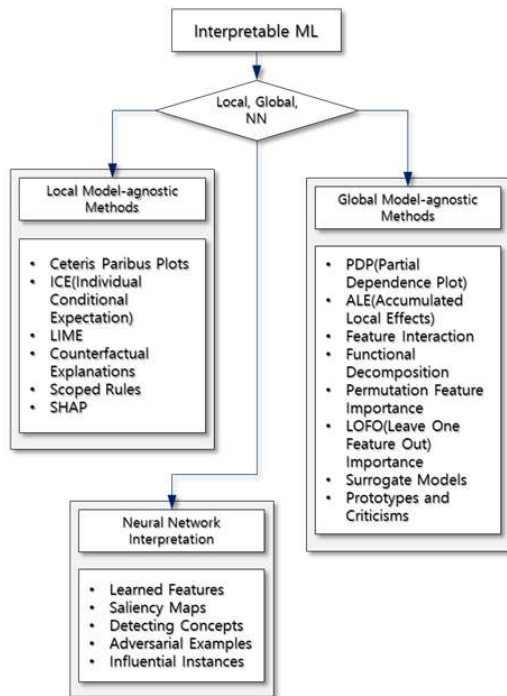 Interpretable ML
Local, Global,
NN
Local Model-agnostic
Methods
• Ceteris Paribus Plots
• ICE(Individual
Conditional
Expectation)
• LIME
• Counterfactual
Explanations
• Scoped Rules
• SHAP
Global Model-agnostic
Methods
• PDP(Partial
Dependence Plot)
• ALE(Accumulated
Local Effects)
• Feature Interaction
• Functional
Decomposition
• Permutation Feature
Importance
• LOFO(Leave One
Feature Out)
Importance
• Surrogate Models
• Prototypes and
Criticisms
Neural Network
Interpretation
• Learned Features
• Saliency Maps
• Detecting Concepts
• Adversarial Examples
• Influential Instances